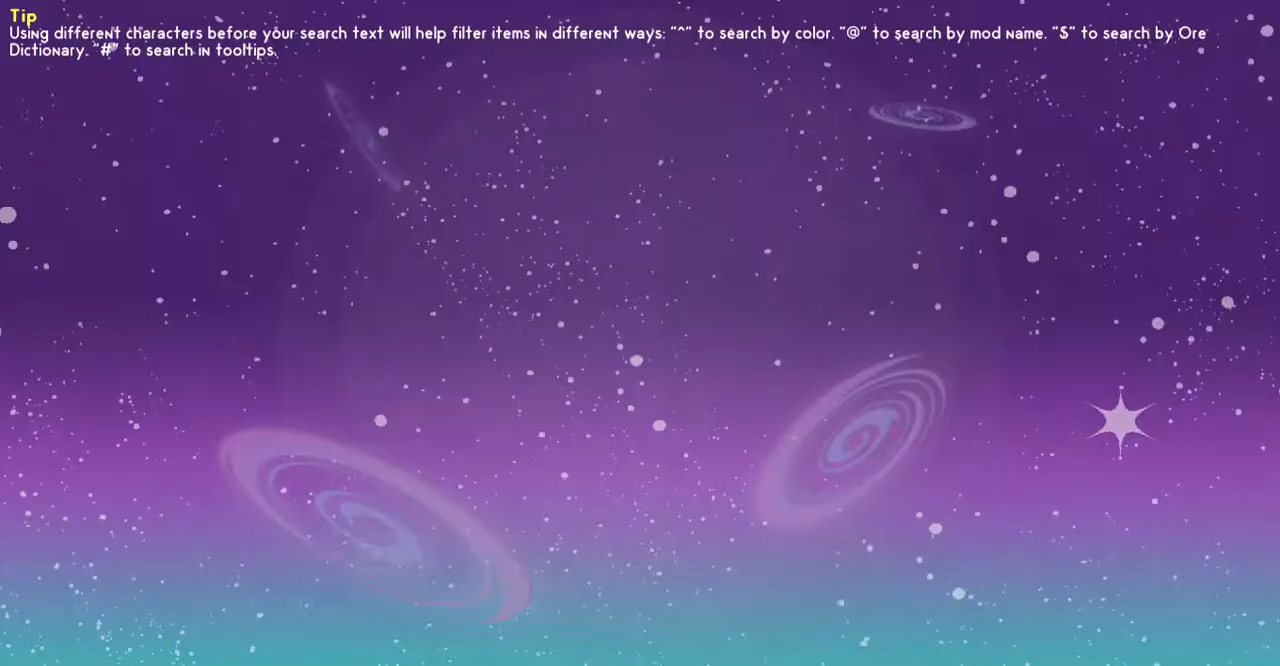 Tip
Using different characters before your search text will help filter items in different ways: "^" to search by color. "@" to search by mod name. "$" to search by Ore
Dictionary. "#" to search in tooltips.